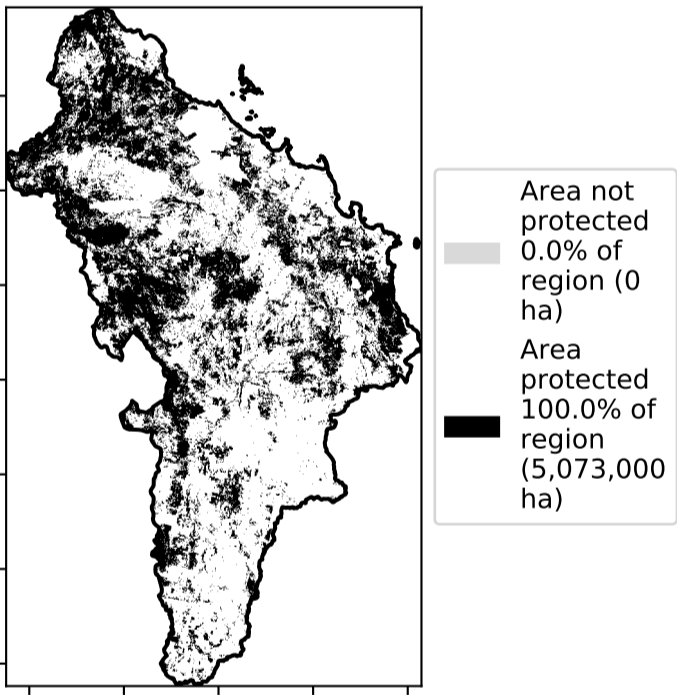 Area not
protected
0.0% of
region (0
ha)
Area
protected
100.0% of
region
(5,073,000
ha)